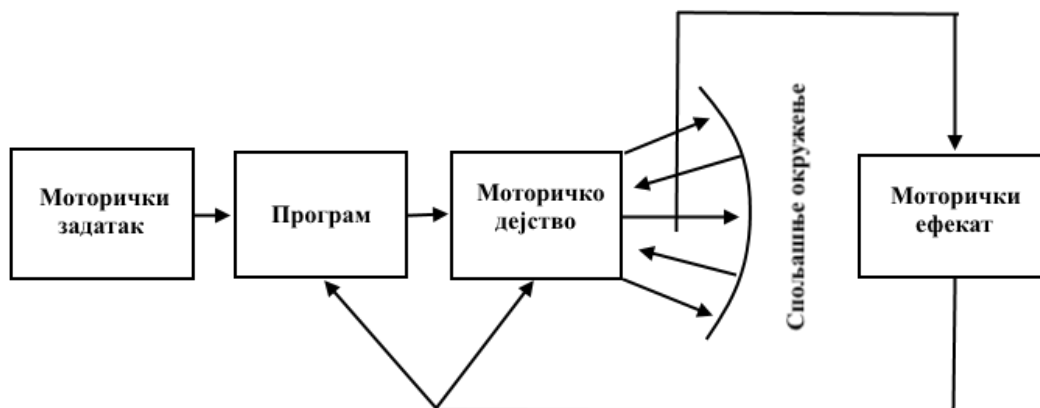 Моторички
задатак
Програм
Моторичко
дејство
Спољашње окружење
Моторички
ефекат